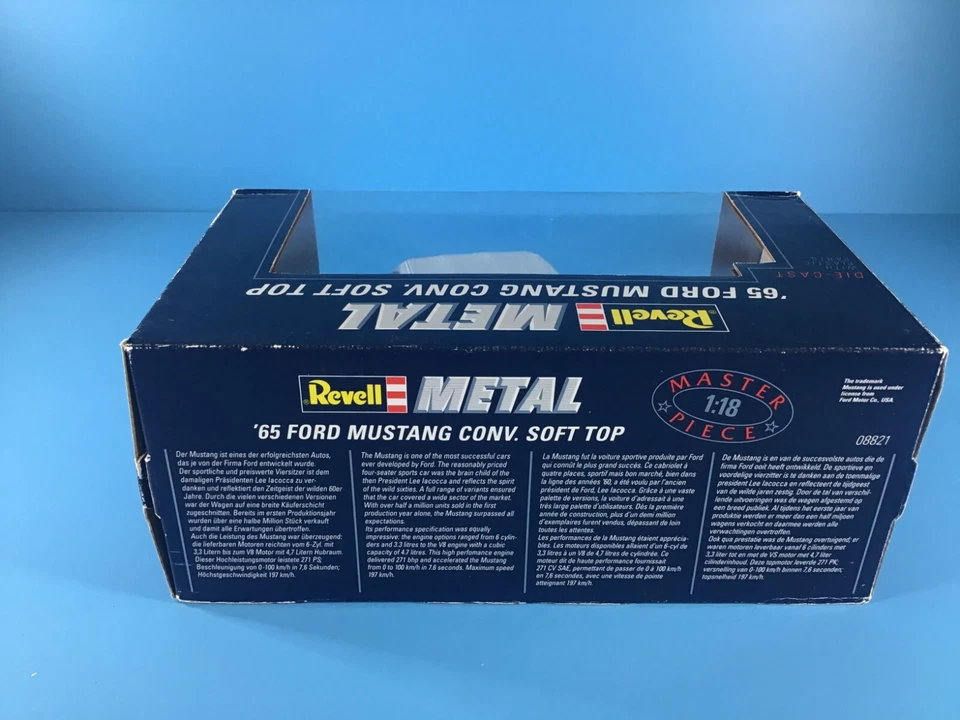 DIE-CAST
WITH
PLASTIC
PARTS
'65 FORD MUSTANG CONV. SOFT TOP
Revell METAL
Revell METAL
'65 FORD MUSTANG CONV. SOFT TOP
MASTER
1:18
PIECE
The trademark
Mustang is used under
license from
Ford Motor Co., USA.
08821
Der Mustang ist eines der erfolgreichsten Autos,
das je von der Firma Ford entwickelt wurde.
Der sportliche und preiswerte Viersitzer ist dem
damaligen Präsidenten Lee Iacocca zu ver-
danken und reflektiert den Zeitgeist der wilden 60er
Jahre. Durch die vielen verschiedenen Versionen
war der Wagen auf eine breite Käuferschicht
zugeschnitten. Bereits im ersten Produktionsjahr
wurden über eine halbe Million Stück verkauft
und damit alle Erwartungen übertroffen.
Auch die Leistung des Mustang war überzeugend:
die lieferbaren Motoren reichten vom 6-Zyl. mit
3,3 Litern bis zum V8 Motor mit 4,7 Litern Hubraum.
Dieser Hochleistungsmotor leistete 271 PS;
Beschleunigung von 0-100 km/h in 7,6 Sekunden;
Höchstgeschwindigkeit 197 km/h.
The Mustang is one of the most successful cars
ever developed by Ford. The reasonably priced
four-seater sports car was the brain child of the
then President Lee Iacocca and reflects the spirit
of the wild sixties. A full range of variants ensured
that the car covered a wide sector of the market.
With over half a million units sold in the first
production year alone, the Mustang surpassed all
expectations.
Its performance specification was equally
impressive: the engine options ranged from 6 cylin-
ders and 3.3 litres to the V8 engine with a cubic
capacity of 4.7 litres. This high perfomance engine
delivered 271 bhp and accelerated the Mustang
from 0 to 100 km/h in 7.6 seconds. Maximum speed
197 km/h.
La Mustang fut la voiture sportive produite par Ford
qui connût le plus grand succès. Ce cabriolet à
quatre places, sportif mais bon marché, bien dans
la ligne des années '60, a été voulu par l'ancien
président de Ford, Lee Iacocca. Grâce à une vaste
palette de versions, la voiture d'adressait à une
très large palette d'utilisateurs. Dès la première
année de construction, plus d'un demi million
d'exemplaires furent vendus, dépassant de loin
toutes les attentes.
Les performances de la Mustang étaient apprécia-
bles. Les moteurs disponibles allaient d'un 6-cyl de
3,3 litres à un V8 de 4,7 litres de cylindrée. Ce
moteur dit de haute performance fournissait
271 CV SAE, permettant de passer de 0 à 100 km/h
en 7,6 secondes, avec une vitesse de pointe
atteignant 197 km/h.
De Mustang is en van de succesvolste autos die de
firma Ford ooit heeft ontwikkeld. De sportieve en
voordelige vierzitter is te danken aan de toenmalige
president Lee Iacocca en reflecteert de tijdgeest
van de wilde jaren zestig. Door de tal van verschil-
lende uitvoeringen was de wagen afgestemd op
een breed publiek. Al tijdens het eerste jaar van
produktie werden er meer dan een half miljoen
wagens verkocht en daarmee werden alle
verwachtingen overtroffen.
Ook qua prestatie was de Mustang overtuigend: er
waren motoren leverbaar vanaf 6 cilinders met
3,3 liter tot en met de VS motor met 4,7 liter
cilinderinhoud. Deze topmotor leverde 271 PK;
versnelling van 0-100 km/h binnen 7,6 seconden;
topsnelheid 197 km/h.